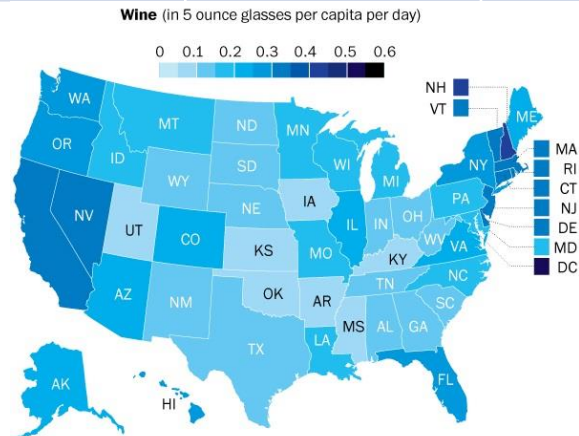 Wine (in 5 ounce glasses per capita per day)
0 0.1 0.2 0.3 0.4 0.5 0.6
NH
VT
WA
ME
MT
ND
MN
OR
MA
ID
WI
NY
RI
SD
MI
WY
CT
PA
NJ
IA
NE
OH
DE
NV
IL
IN
UT
MD
CO
WV
VA
KS
MO
KY
DC
NC
TN
AZ
OK
NM
AR
SC
MS
AL
GA
LA
TX
FL
AK
HI